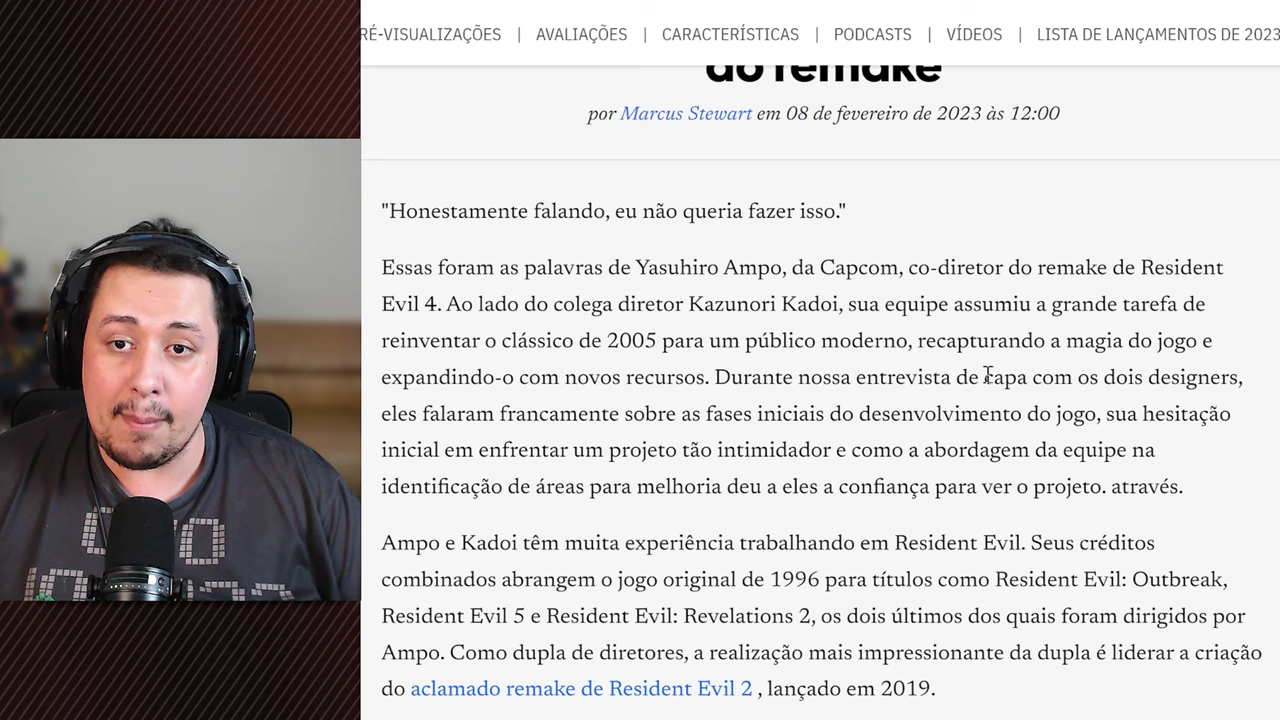 RÉ-VISUALIZAÇÕES | AVALIAÇÕES | CARACTERÍSTICAS | PODCASTS | VÍDEOS | LISTA DE LANÇAMENTOS DE 2023
do remake
por Marcus Stewart em 08 de fevereiro de 2023 às 12:00
"Honestamente falando, eu não queria fazer isso."
Essas foram as palavras de Yasuhiro Ampo, da Capcom, co-diretor do remake de Resident
Evil 4. Ao lado do colega diretor Kazunori Kadoi, sua equipe assumiu a grande tarefa de
reinventar o clássico de 2005 para um público moderno, recapturando a magia do jogo e
expandindo-o com novos recursos. Durante nossa entrevista de capa com os dois designers,
eles falaram francamente sobre as fases iniciais do desenvolvimento do jogo, sua hesitação
inicial em enfrentar um projeto tão intimidador e como a abordagem da equipe na
identificação de áreas para melhoria deu a eles a confiança para ver o projeto. através.
Ampo e Kadoi têm muita experiência trabalhando em Resident Evil. Seus créditos
combinados abrangem o jogo original de 1996 para títulos como Resident Evil: Outbreak,
Resident Evil 5 e Resident Evil: Revelations 2, os dois últimos dos quais foram dirigidos por
Ampo. Como dupla de diretores, a realização mais impressionante da dupla é liderar a criação
do aclamado remake de Resident Evil 2 , lançado em 2019.